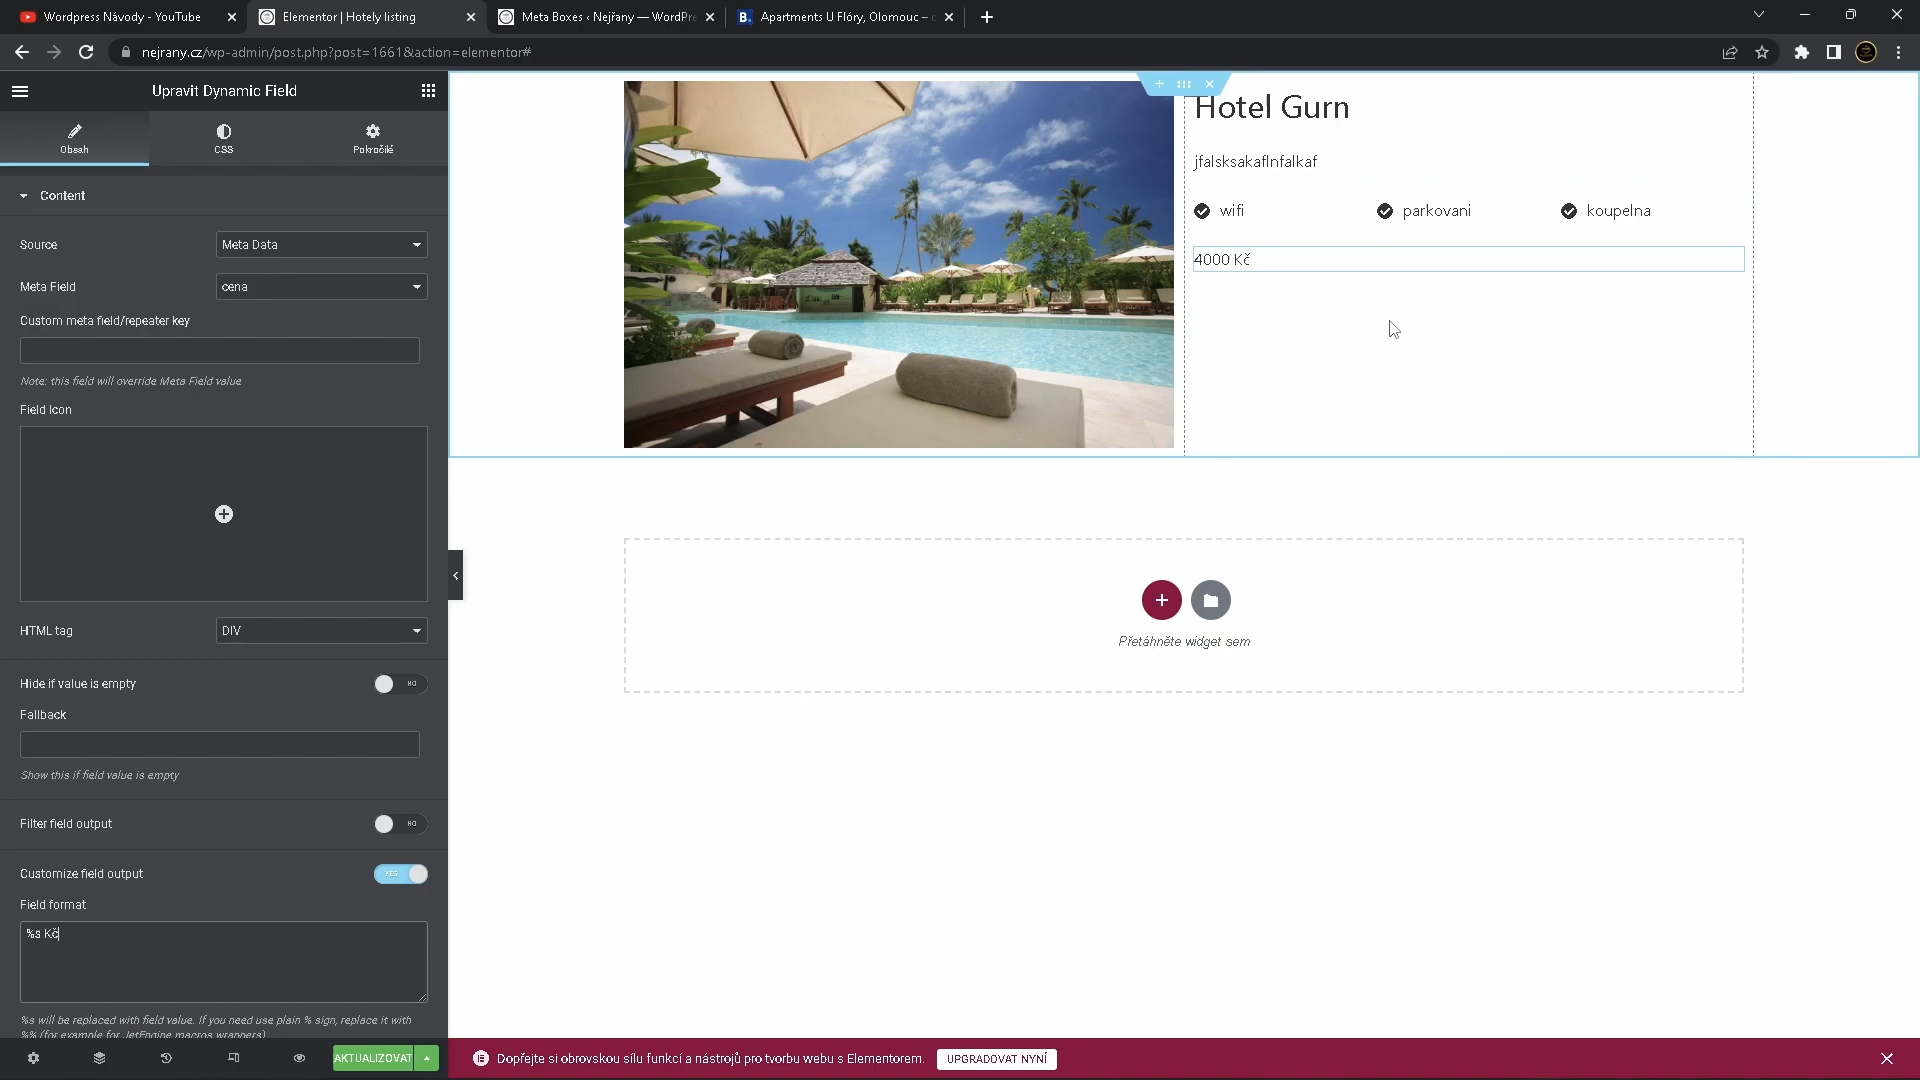 Wordpress Návody - YouTube
Elementor | Hotely listing
Meta Boxes ‹ Nejřany — WordPre
Apartments U Flóry, Olomouc –
nejrany.cz/wp-admin/post.php?post=1661&action=elementor#
Upravit Dynamic Field
Obsah
CSS
Pokročilé
Content
Source
Meta Data
Meta Field
cena
Custom meta field/repeater key
Note: this field will override Meta Field value
Field Icon
HTML tag
DIV
Hide if value is empty
NO
Fallback
Show this if field value is empty
Filter field output
NO
Customize field output
YES
Field format
%s Kč
%s will be replaced with field value. If you need use plain % sign, replace it with
%% (for example for JetEngine macros wrappers)
AKTUALIZOVAT
Hotel Gurn
jfalsksakaflnfalkaf
wifi
parkovani
koupelna
4000 Kč
Přetáhněte widget sem
Dopřejte si obrovskou sílu funkcí a nástrojů pro tvorbu webu s Elementorem.
UPGRADOVAT NYNÍ